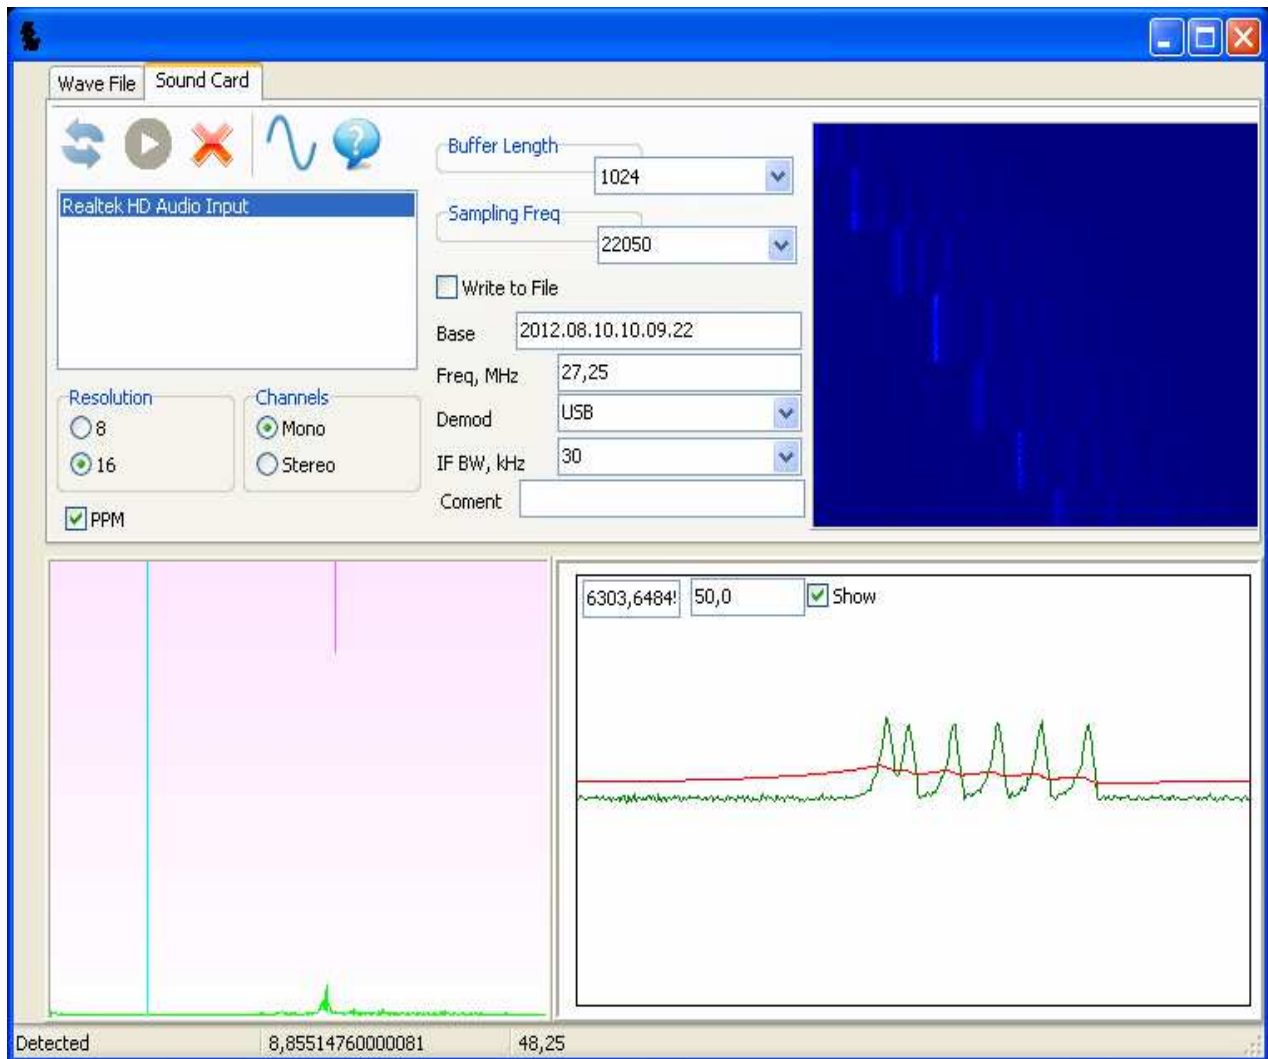 Wave File
Sound Card
Realtek HD Audio Input
Buffer Length
1024
Sampling Freq
22050
Write to File
Base 2012.08.10.10.09.22
Freq, MHz 27,25
Demod USB
IF BW, kHz 30
Coment
Resolution
8
16
Channels
Mono
Stereo
PPM
6303,6484 50,0 Show
Detected 8,85514760000081 48,25